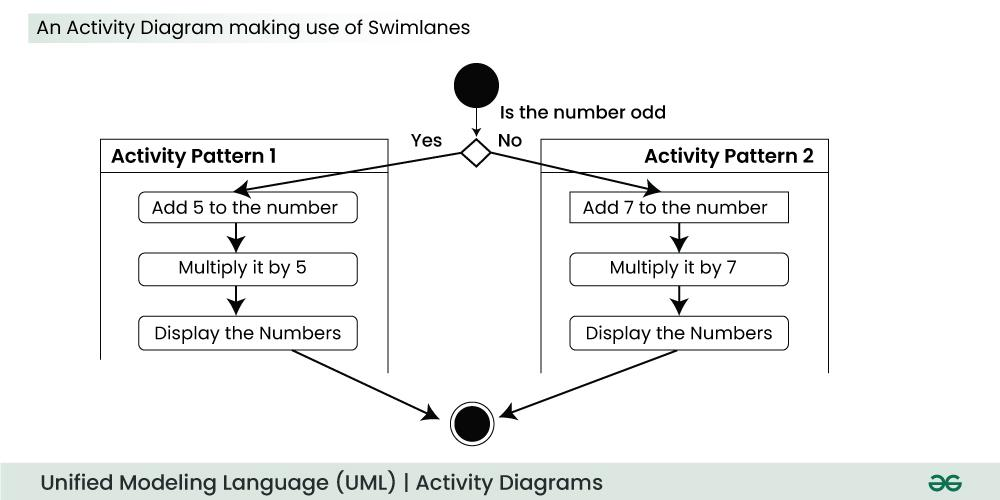 An Activity Diagram making use of Swimlanes
Is the number odd
Yes
No
Activity Pattern 1
Activity Pattern 2
Add 5 to the number
Add 7 to the number
Multiply it by 5
Multiply it by 7
Display the Numbers
Display the Numbers
Unified Modeling Language (UML) | Activity Diagrams